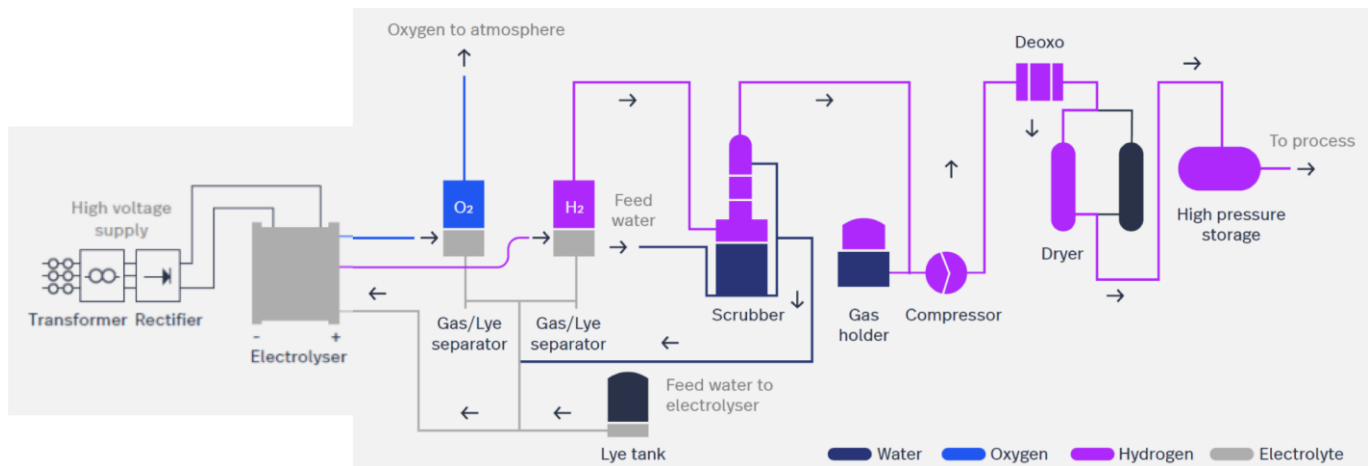 Oxygen to atmosphere
Deoxo
To process
High pressure
storage
Dryer
High voltage
supply
O₂
H₂
Feed
water
Transformer
Rectifier
- +
Electrolyser
Gas/Lye
separator
Gas/Lye
separator
Scrubber
Gas
holder
Compressor
Feed water to
electrolyser
Lye tank
Water
Oxygen
Hydrogen
Electrolyte